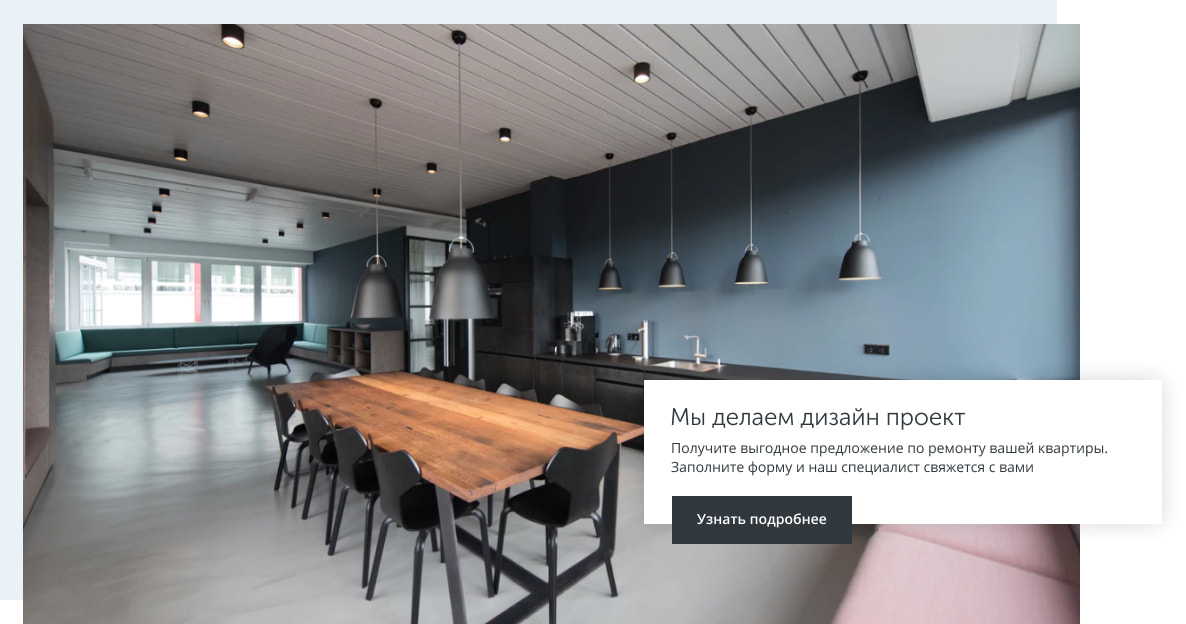 Мы делаем дизайн проект
Получите выгодное предложение по ремонту вашей квартиры.
Заполните форму и наш специалист свяжется с вами
Узнать подробнее